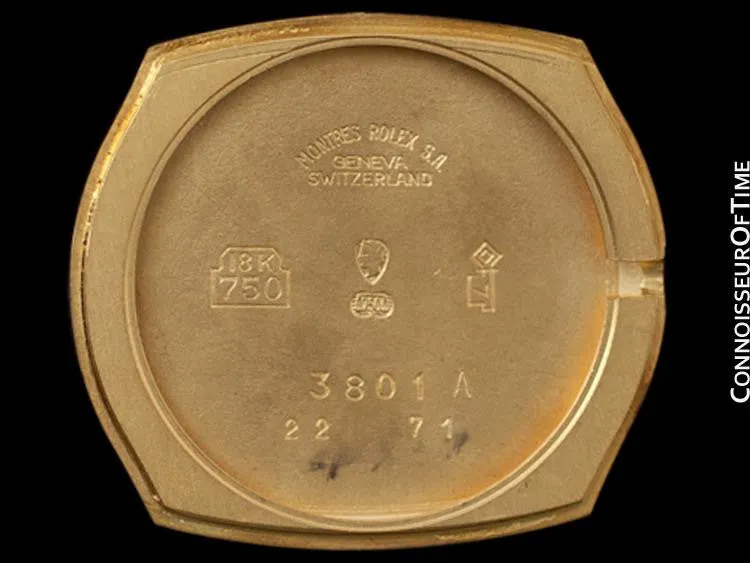 MONTRES ROLEX S.A.
GENEVA
SWITZERLAND
18K
750
3801 A
22 71
CONNOISSEUROFTIME